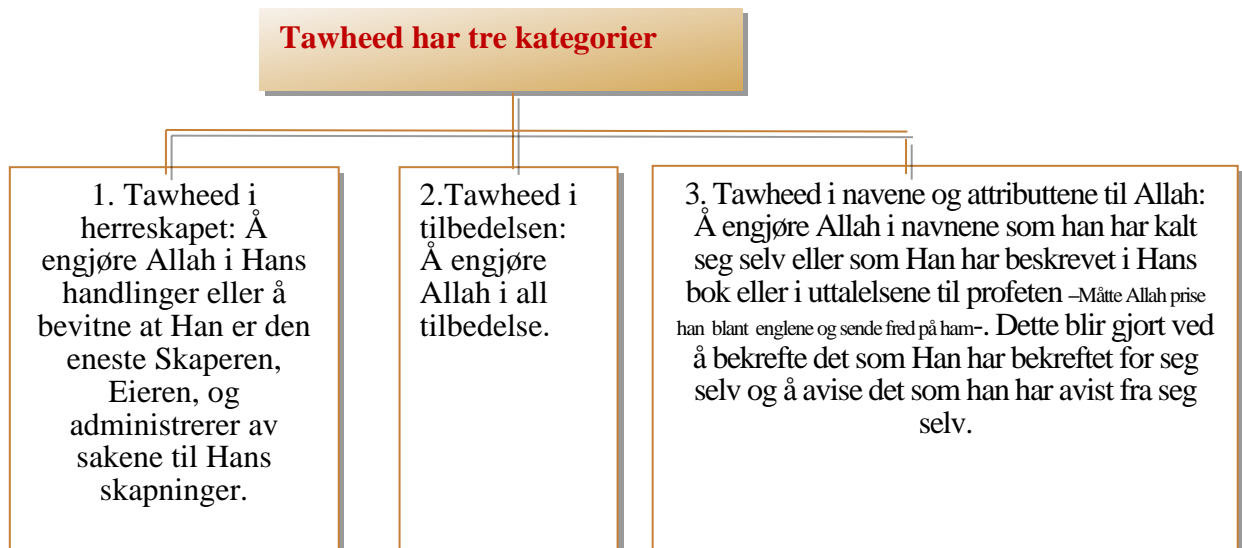 Tawheed har tre kategorier
1. Tawheed i
herreskapet: Å
engjøre Allah i Hans
handlinger eller å
bevitne at Han er den
eneste Skaperen,
Eieren, og
administrerer av
sakene til Hans
skapninger.
2.Tawheed i
tilbedelsen:
Å engjøre
Allah i all
tilbedelse.
3. Tawheed i navene og attributtene til Allah:
Å engjøre Allah i navnene som han har kalt
seg selv eller som Han har beskrevet i Hans
bok eller i uttalelsene til profeten –Måtte Allah prise
han blant englene og sende fred på ham-. Dette blir gjort ved
å bekrefte det som Han har bekreftet for seg
selv og å avise det som han har avist fra seg
selv.